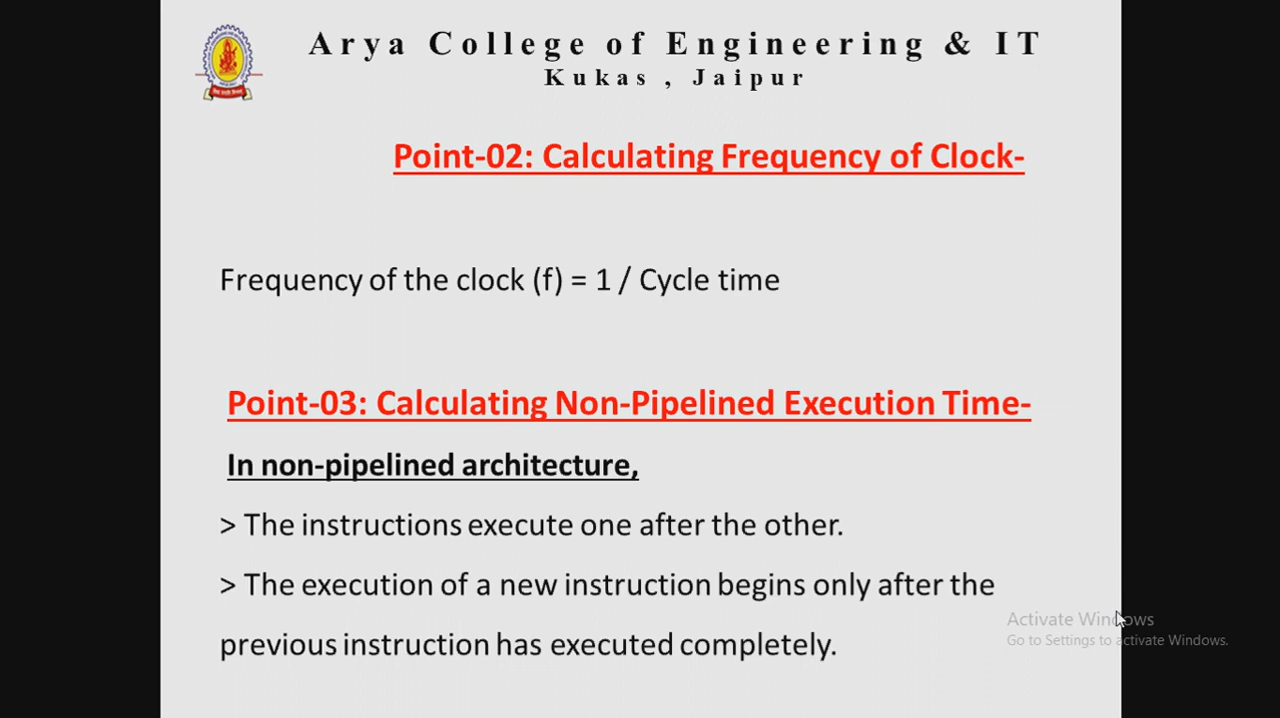 Arya College of Engineering & IT
Kukas , Jaipur
Point-02: Calculating Frequency of Clock-
Frequency of the clock (f) = 1 / Cycle time
Point-03: Calculating Non-Pipelined Execution Time-
In non-pipelined architecture,
> The instructions execute one after the other.
> The execution of a new instruction begins only after the
previous instruction has executed completely.
Activate Windows
Go to Settings to activate Windows.